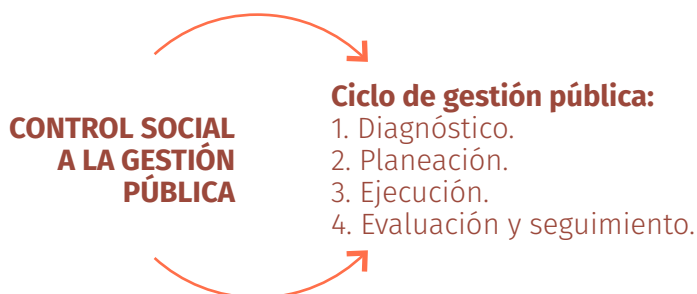 CONTROL SOCIAL
A LA GESTIÓN
PÚBLICA
Ciclo de gestión pública:
1. Diagnóstico.
2. Planeación.
3. Ejecución.
4. Evaluación y seguimiento.